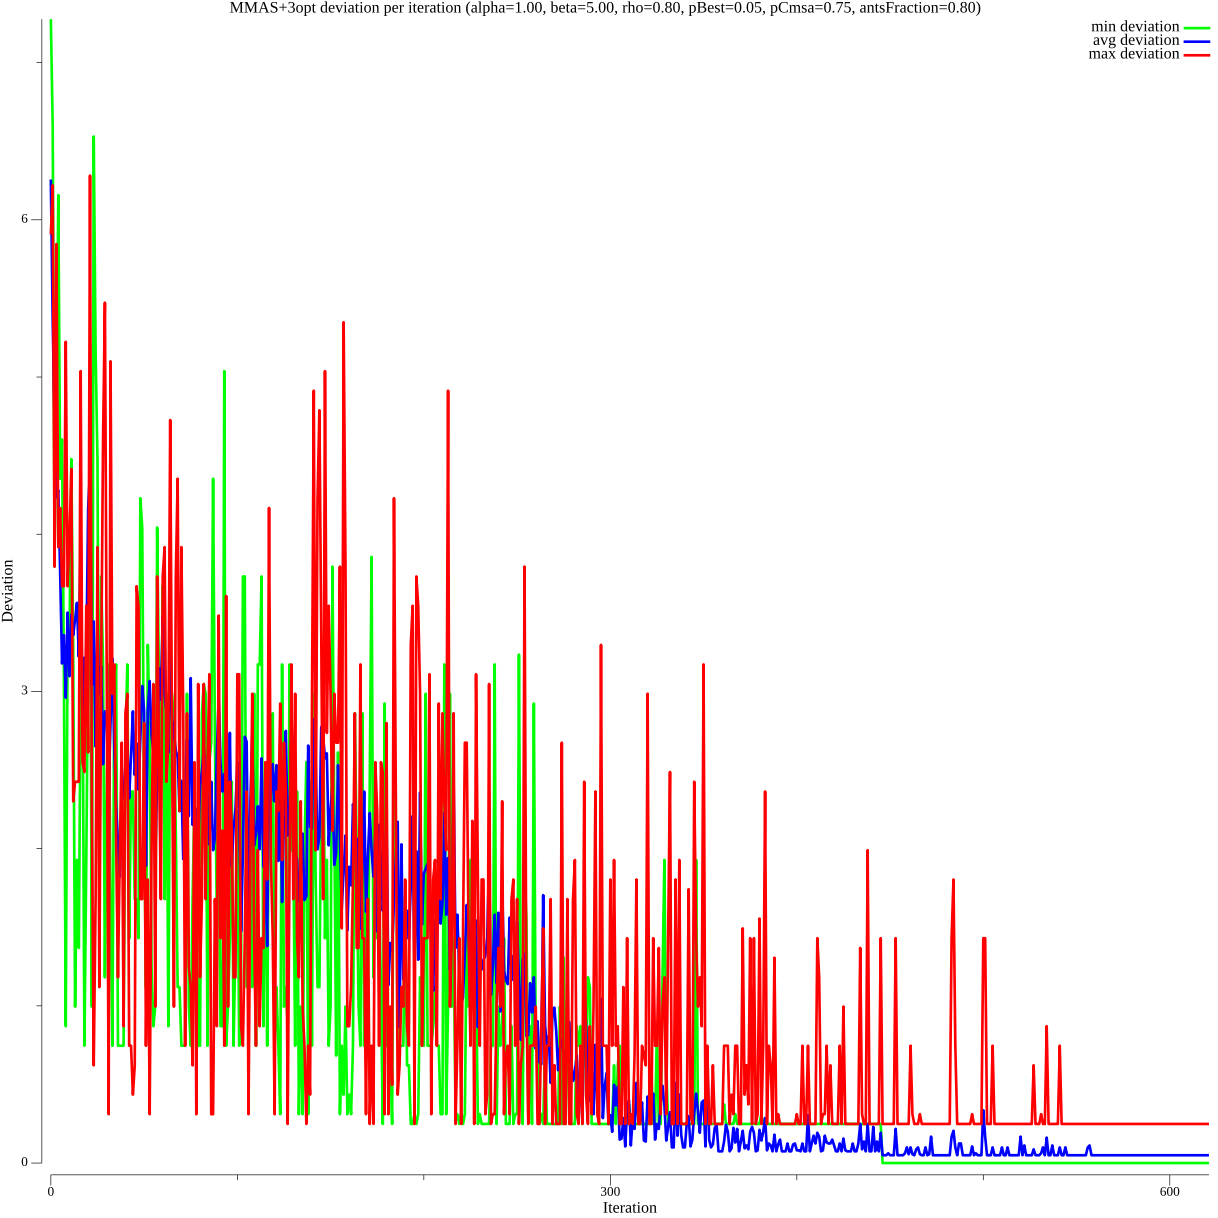 MMAS+3opt deviation per iteration (alpha=1.00, beta=5.00, rho=0.80, pBest=0.05, pCmsa=0.75, antsFraction=0.80)
min deviation
avg deviation
max deviation
6
Deviation
3
0
0
300
600
Iteration